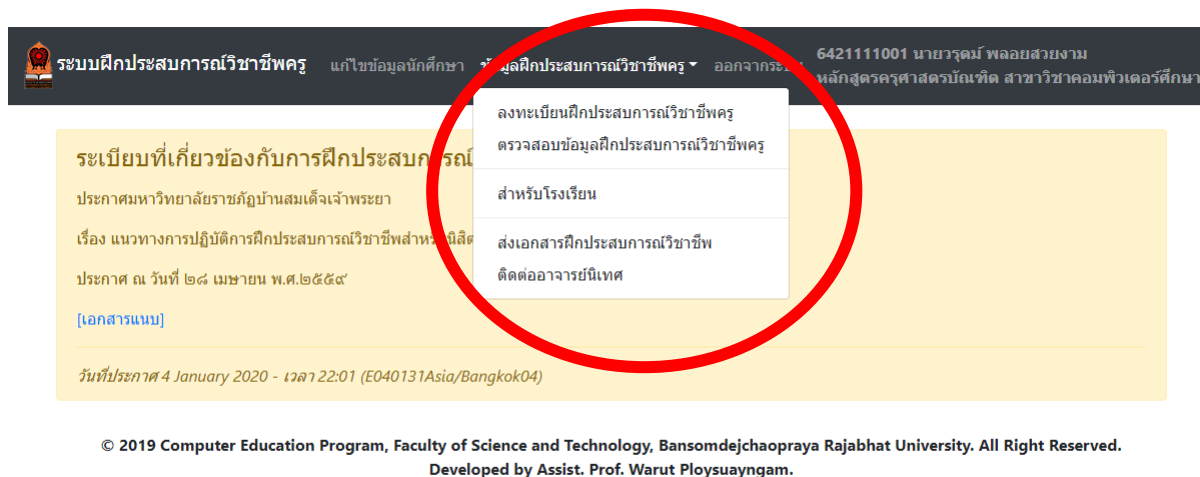 ระบบฝึกประสบการณ์วิชาชีพครู แก้ไขข้อมูลนักศึกษา ข้อมูลฝึกประสบการณ์วิชาชีพครู ออกจากระบบ
6421111001 นายวรุตม์ พลอยสวยงาม
หลักสูตรครุศาสตรบัณฑิต สาขาวิชาคอมพิวเตอร์ศึกษา
ลงทะเบียนฝึกประสบการณ์วิชาชีพครู
ตรวจสอบข้อมูลฝึกประสบการณ์วิชาชีพครู
สำหรับโรงเรียน
ส่งเอกสารฝึกประสบการณ์วิชาชีพ
ติดต่ออาจารย์นิเทศ
ระเบียบที่เกี่ยวข้องกับการฝึกประสบการณ์
ประกาศมหาวิทยาลัยราชภัฏบ้านสมเด็จเจ้าพระยา
เรื่อง แนวทางการปฏิบัติการฝึกประสบการณ์วิชาชีพสำหรับนิสิต
ประกาศ ณ วันที่ ๒๘ เมษายน พ.ศ.๒๕๕๙
[เอกสารแนบ]
วันที่ประกาศ 4 January 2020 - เวลา 22:01 (E040131Asia/Bangkok04)
© 2019 Computer Education Program, Faculty of Science and Technology, Bansomdejchaopraya Rajabhat University. All Right Reserved.
Developed by Assist. Prof. Warut Ploysuayngam.